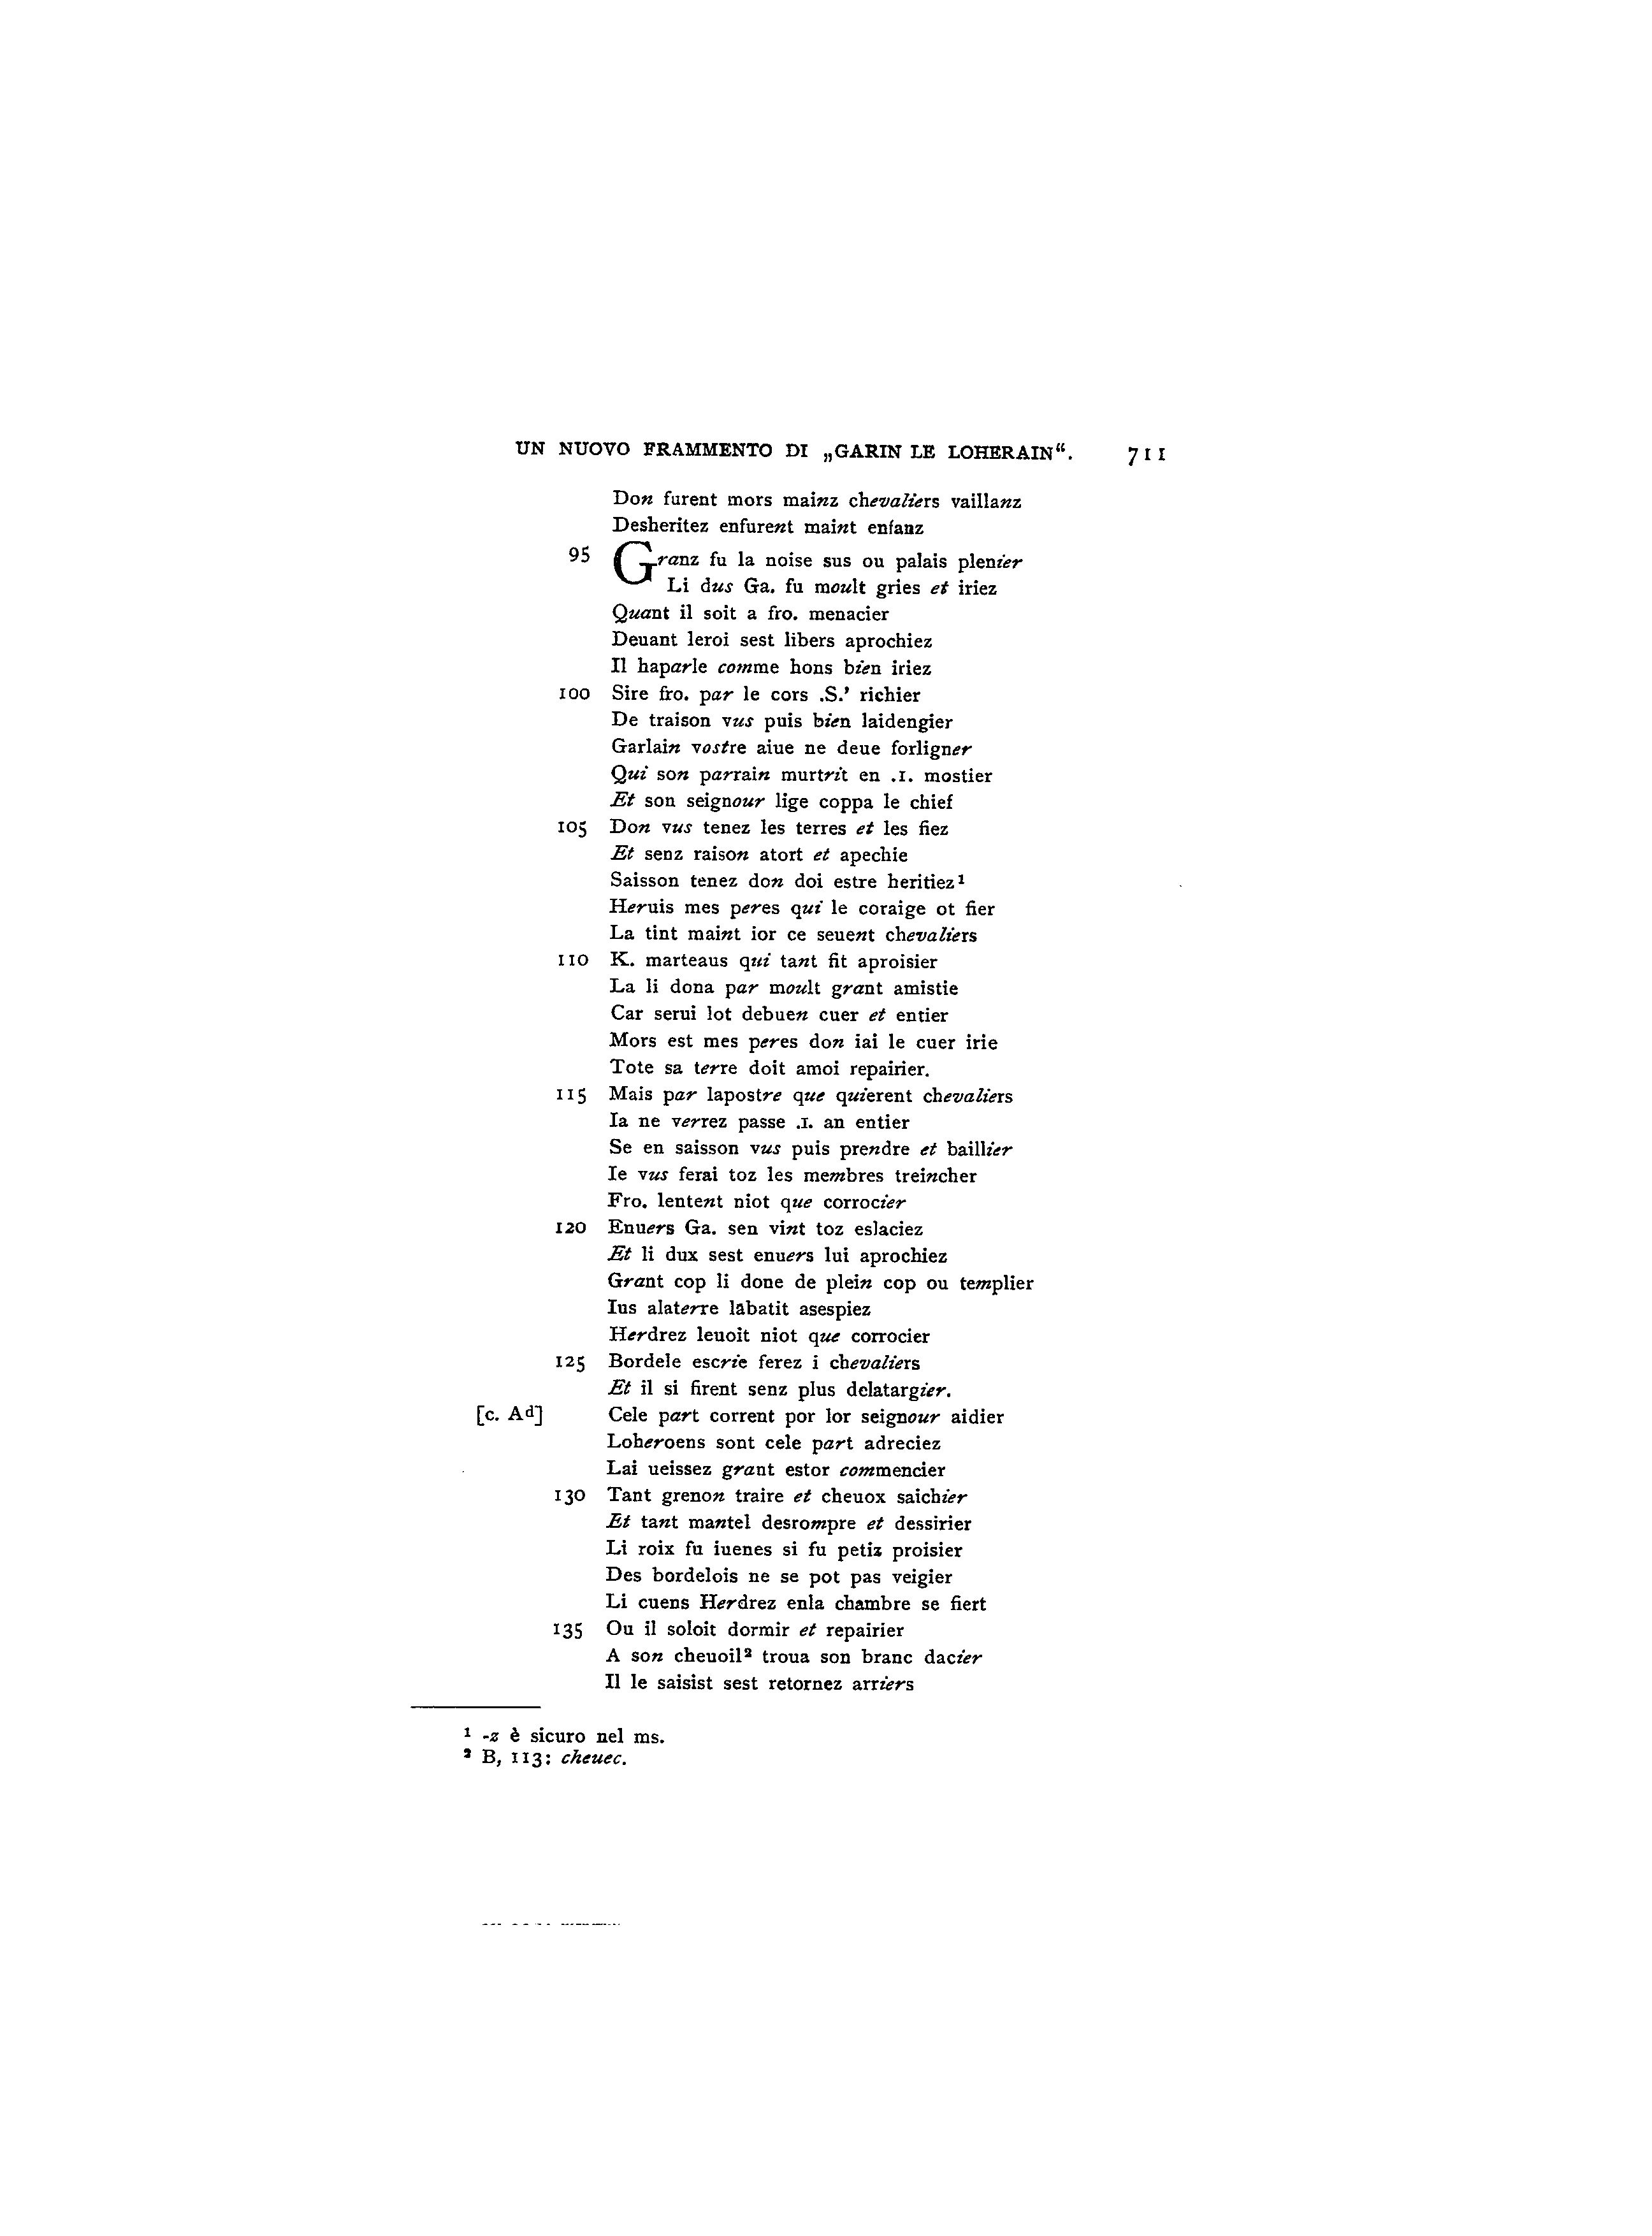 UN NUOVO FRAMMENTO DI „GARIN LE LOHERAIN“. 711
Don furent mors mainz chevaliers vaillanz
Desheritez enfurent maint enfanz
95 Granz fu la noise sus ou palais plenier
Li dus Ga. fu moult gries et iriez
Quant il soit a fro. menacier
Deuant leroi sest libers aprochiez
Il haparle comme hons bien iriez
100 Sire fro. par le cors .S.' richier
De traison vus puis bien laidengier
Garlain vostre aiue ne deue forligner
Qui son parrain murtrit en .I. mostier
Et son seignour lige coppa le chief
105 Don vus tenez les terres et les fiez
Et senz raison atort et apechie
Saisson tenez don doi estre heritiez¹
Heruis mes peres qui le coraige ot fier
La tint maint ior ce seuent chevaliers
110 K. marteaus qui tant fit aproisier
La li dona par moult grant amistie
Car serui lot debuen cuer et entier
Mors est mes peres don iai le cuer irie
Tote sa terre doit amoi repairier.
115 Mais par lapostre que quierent chevaliers
Ia ne verrez passe .I. an entier
Se en saisson vus puis prendre et baillier
Ie vus ferai toz les membres treincher
Fro. lentent niot que corrocier
120 Enuers Ga. sen vint toz eslaciez
Et li dux sest enuers lui aprochiez
Grant cop li done de plein cop ou templier
Ius alaterre labatit asespiez
Herdrez leuoit niot que corrocier
125 Bordele escrie ferez i chevaliers
Et il si firent senz plus delatargier.
[c. Ad] Cele part corrent por lor seignour aidier
Loheroens sont cele part adreciez
Lai ueissez grant estor commencier
130 Tant grenon traire et cheuox saichier
Et tant mantel desrompre et dessirier
Li roix fu iuenes si fu petiz proisier
Des bordelois ne se pot pas veigier
Li cuens Herdrez enla chambre se fiert
135 Ou il soloit dormir et repairier
A son cheuoil² troua son branc dacier
Il le saisist sest retornez arriers
¹ -z è sicuro nel ms.
² B, 113: cheuec.